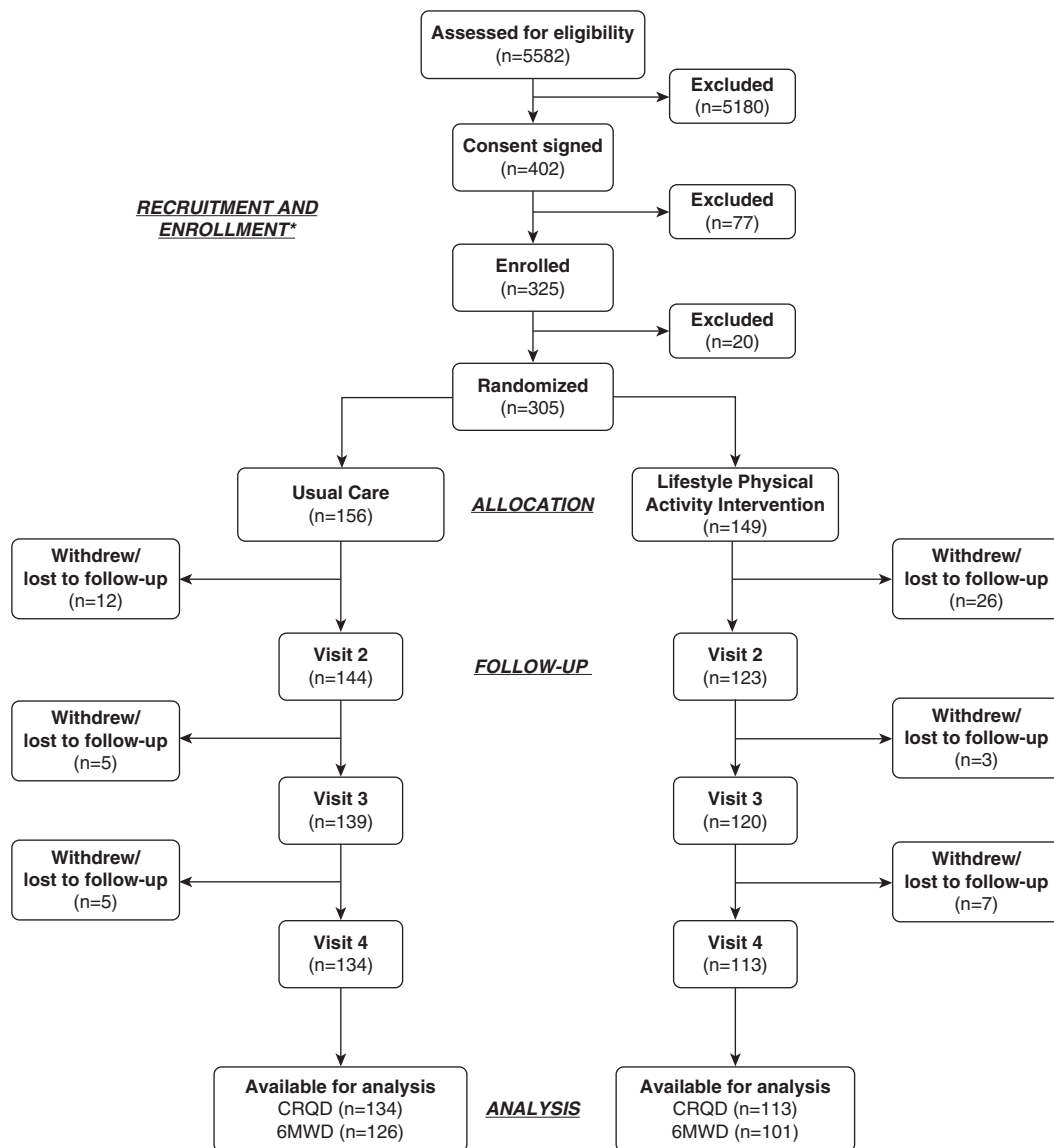 Assessed for eligibility
(n=5582)
Excluded
(n=5180)
Consent signed
(n=402)
RECRUITMENT AND
ENROLLMENT*
Excluded
(n=77)
Enrolled
(n=325)
Excluded
(n=20)
Randomized
(n=305)
Usual Care
(n=156)
ALLOCATION
Lifestyle Physical
Activity Intervention
(n=149)
Withdrew/
lost to follow-up
(n=12)
Withdrew/
lost to follow-up
(n=26)
Visit 2
(n=144)
FOLLOW-UP
Visit 2
(n=123)
Withdrew/
lost to follow-up
(n=5)
Withdrew/
lost to follow-up
(n=3)
Visit 3
(n=139)
Visit 3
(n=120)
Withdrew/
lost to follow-up
(n=5)
Withdrew/
lost to follow-up
(n=7)
Visit 4
(n=134)
Visit 4
(n=113)
Available for analysis
CRQD (n=134)
6MWD (n=126)
ANALYSIS
Available for analysis
CRQD (n=113)
6MWD (n=101)